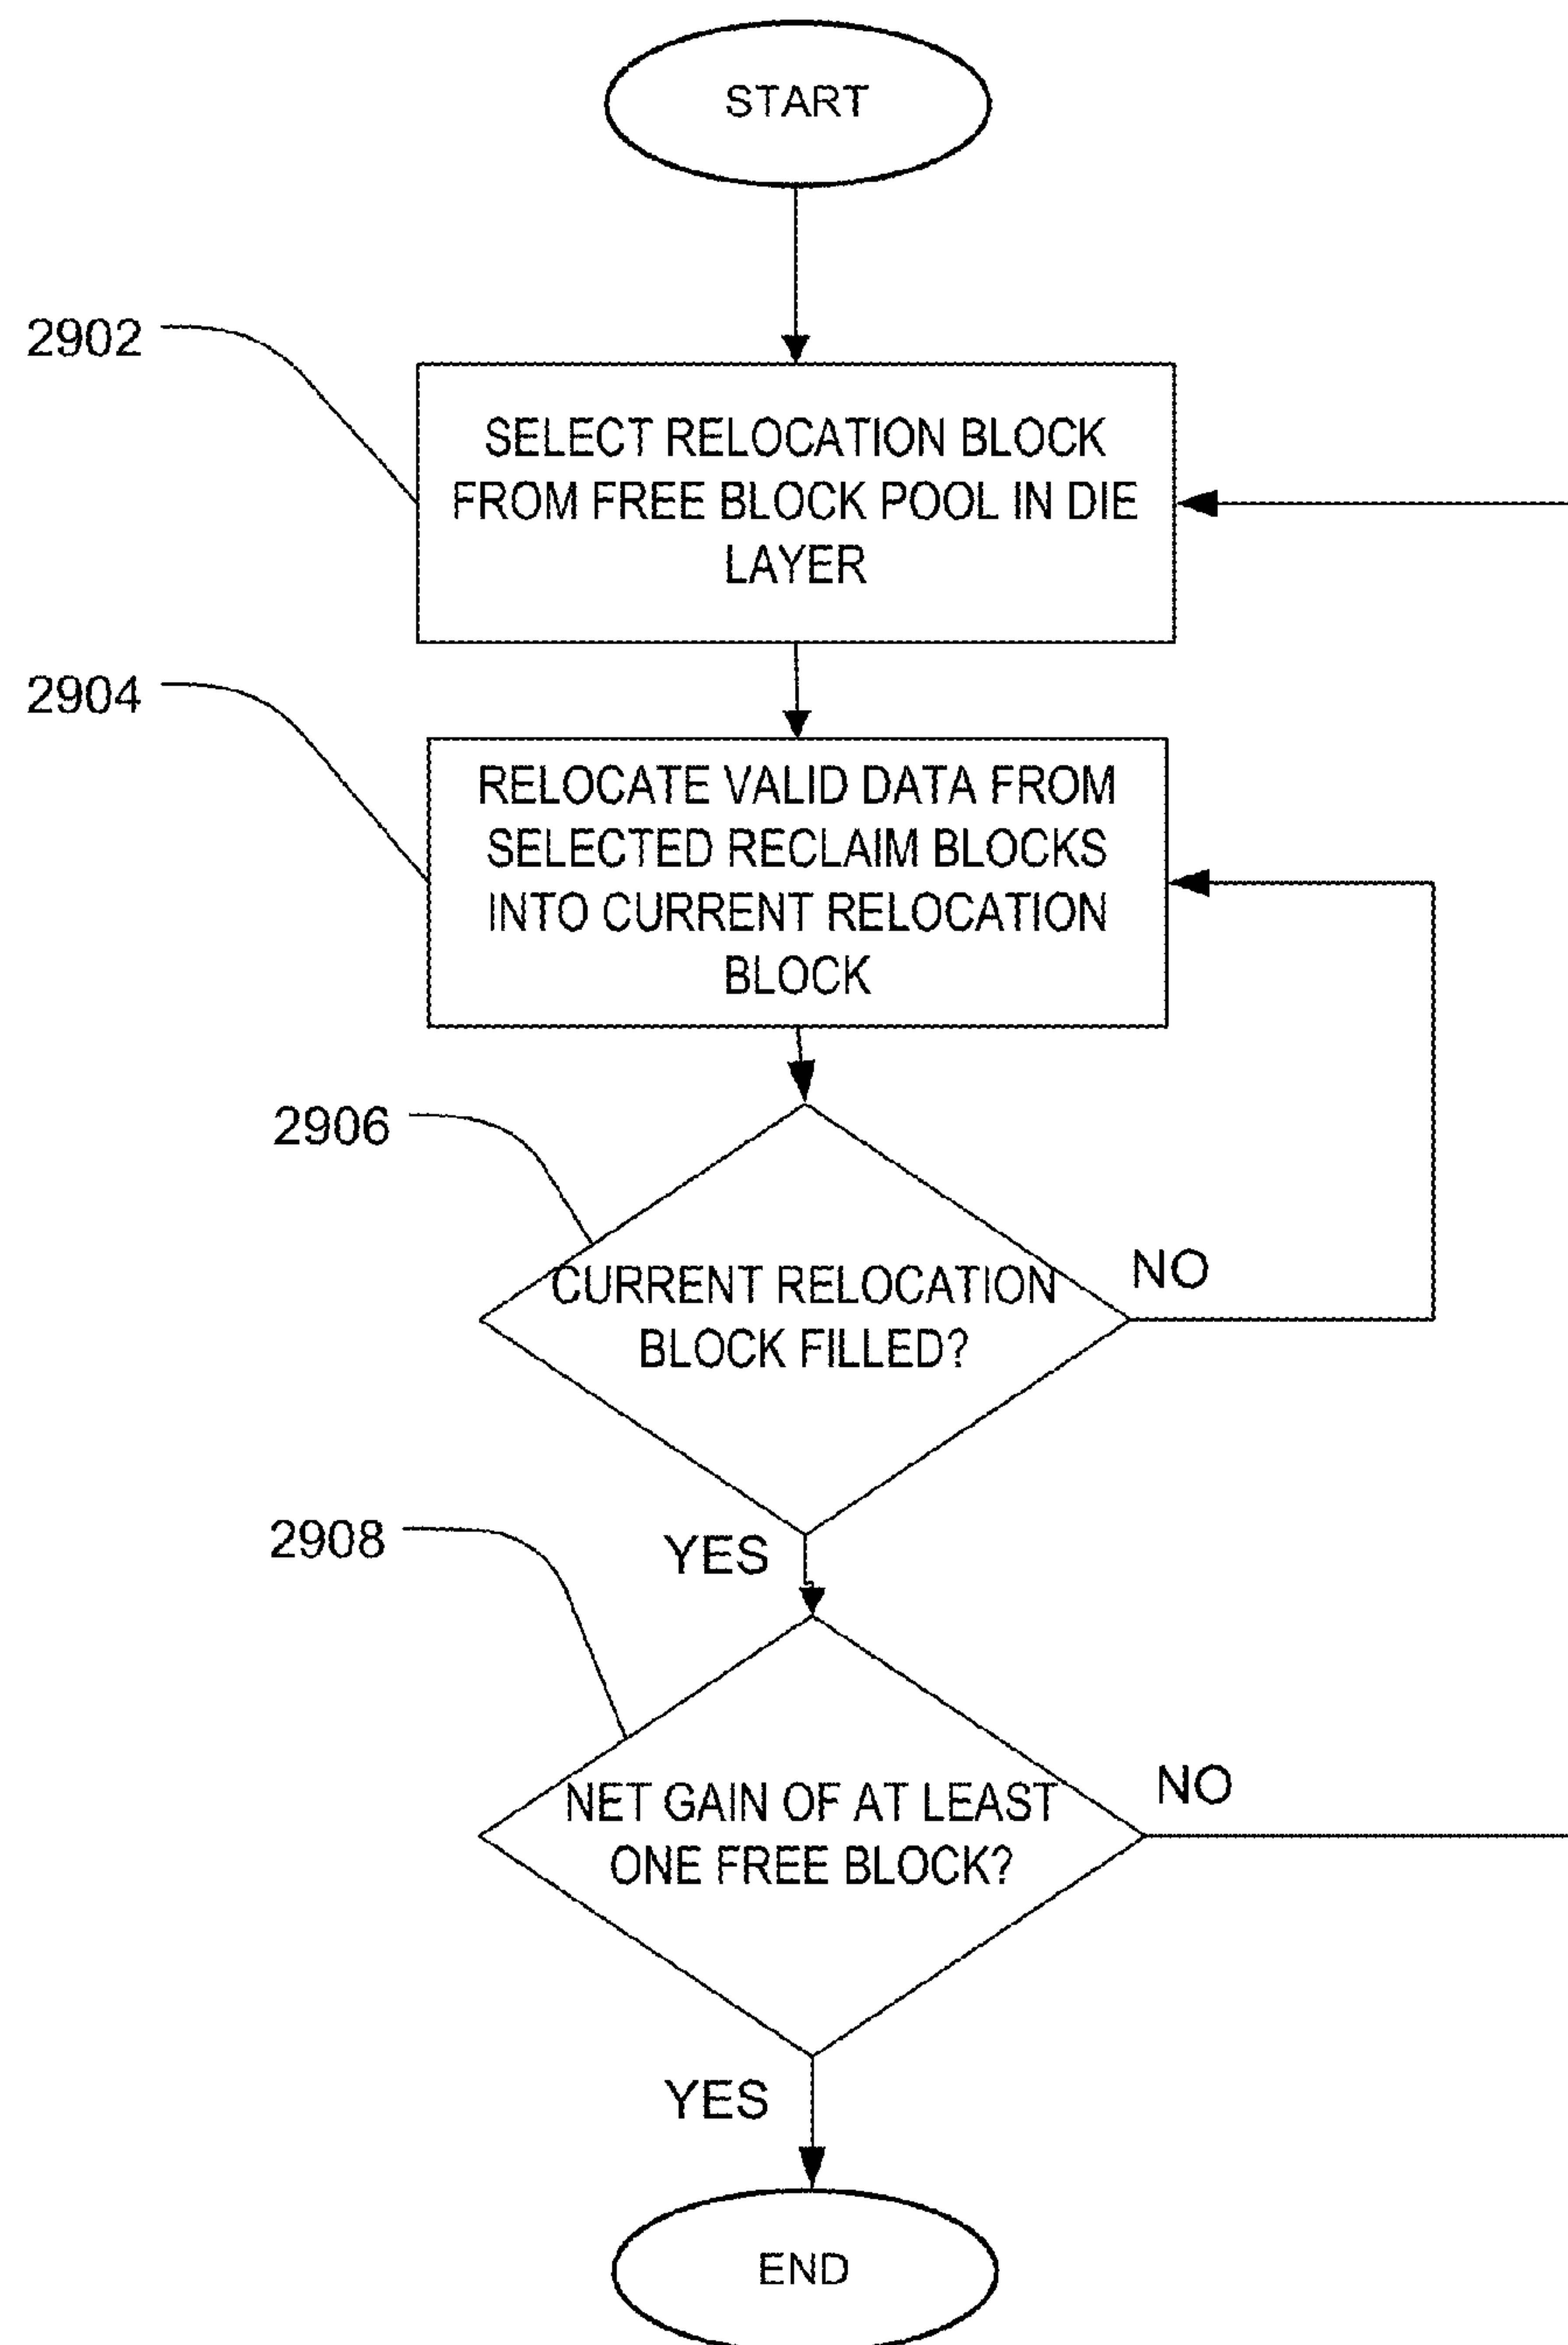 START
2902
SELECT RELOCATION BLOCK
FROM FREE BLOCK POOL IN DIE
LAYER
2904
RELOCATE VALID DATA FROM
SELECTED RECLAIM BLOCKS
INTO CURRENT RELOCATION
BLOCK
2906
CURRENT RELOCATION
BLOCK FILLED?
NO
YES
2908
NET GAIN OF AT LEAST
ONE FREE BLOCK?
NO
YES
END